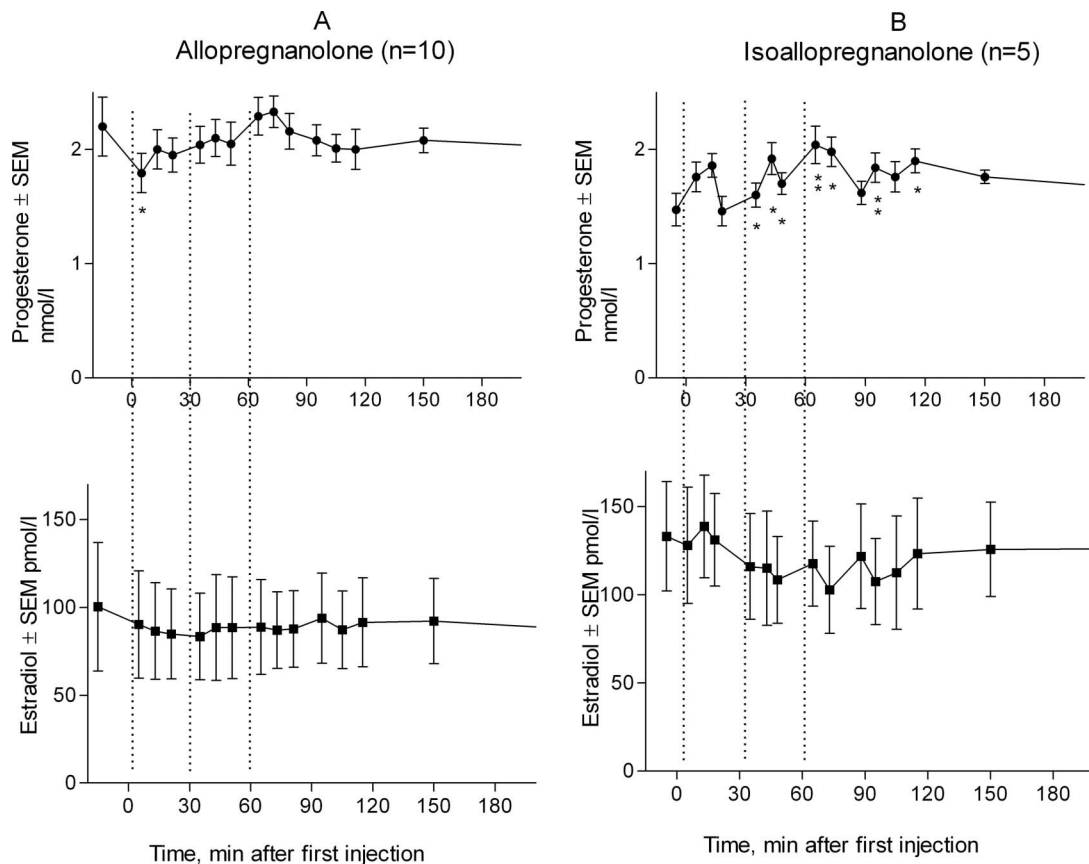 A
Allopregnanolone (n=10)
Progesterone ± SEM
nmol/l
2
1
0
*
0 30 60 90 120 150 180
Estradiol ± SEM pmol/l
150
100
50
0
0 30 60 90 120 150 180
Time, min after first injection
B
Isoallopregnanolone (n=5)
Progesterone ± SEM
nmol/l
2
1
0
* * * * * * * * *
0 30 60 90 120 150 180
Estradiol ± SEM pmol/l
150
100
50
0
0 30 60 90 120 150 180
Time, min after first injection